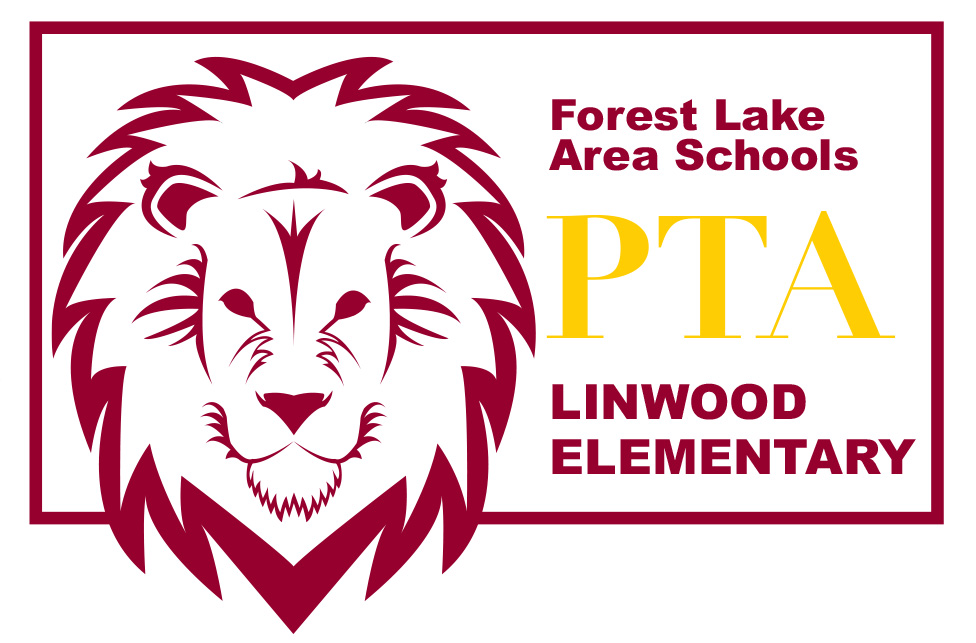 Forest Lake
Area Schools
PTA
LINWOOD
ELEMENTARY